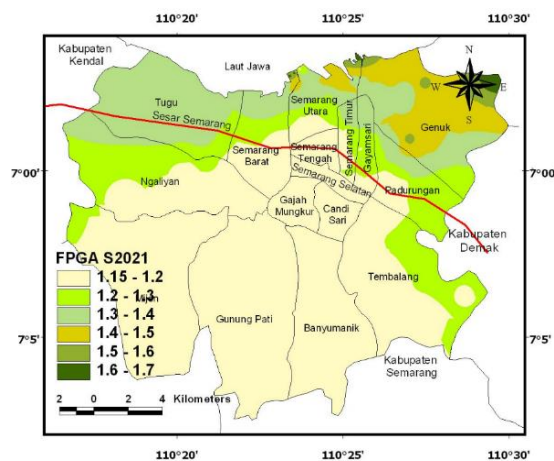 110°20'
110°25'
110°30'
Kabupaten
Kendal
Laut Jawa
N
W
E
S
Tugu
Semarang
Utara
Sesar Semarang
Semarang Timur
Gayamsari
Genuk
Semarang
Barat
Semarang
Tengah
7°00'
7°00'
Semarang Selatan
Ngaliyan
Padurungan
Gajah
Mungkur
Candi
Sari
Kabupaten
Demak
FPGA S2021
1.15 - 1.2
1.2 - 1.3
1.3 - 1.4
1.4 - 1.5
1.5 - 1.6
1.6 - 1.7
Tembalang
Gunung Pati
Banyumanik
7°5'
7°5'
Kabupaten
Semarang
2 0 2 4 Kilometers
110°20'
110°25'
110°30'